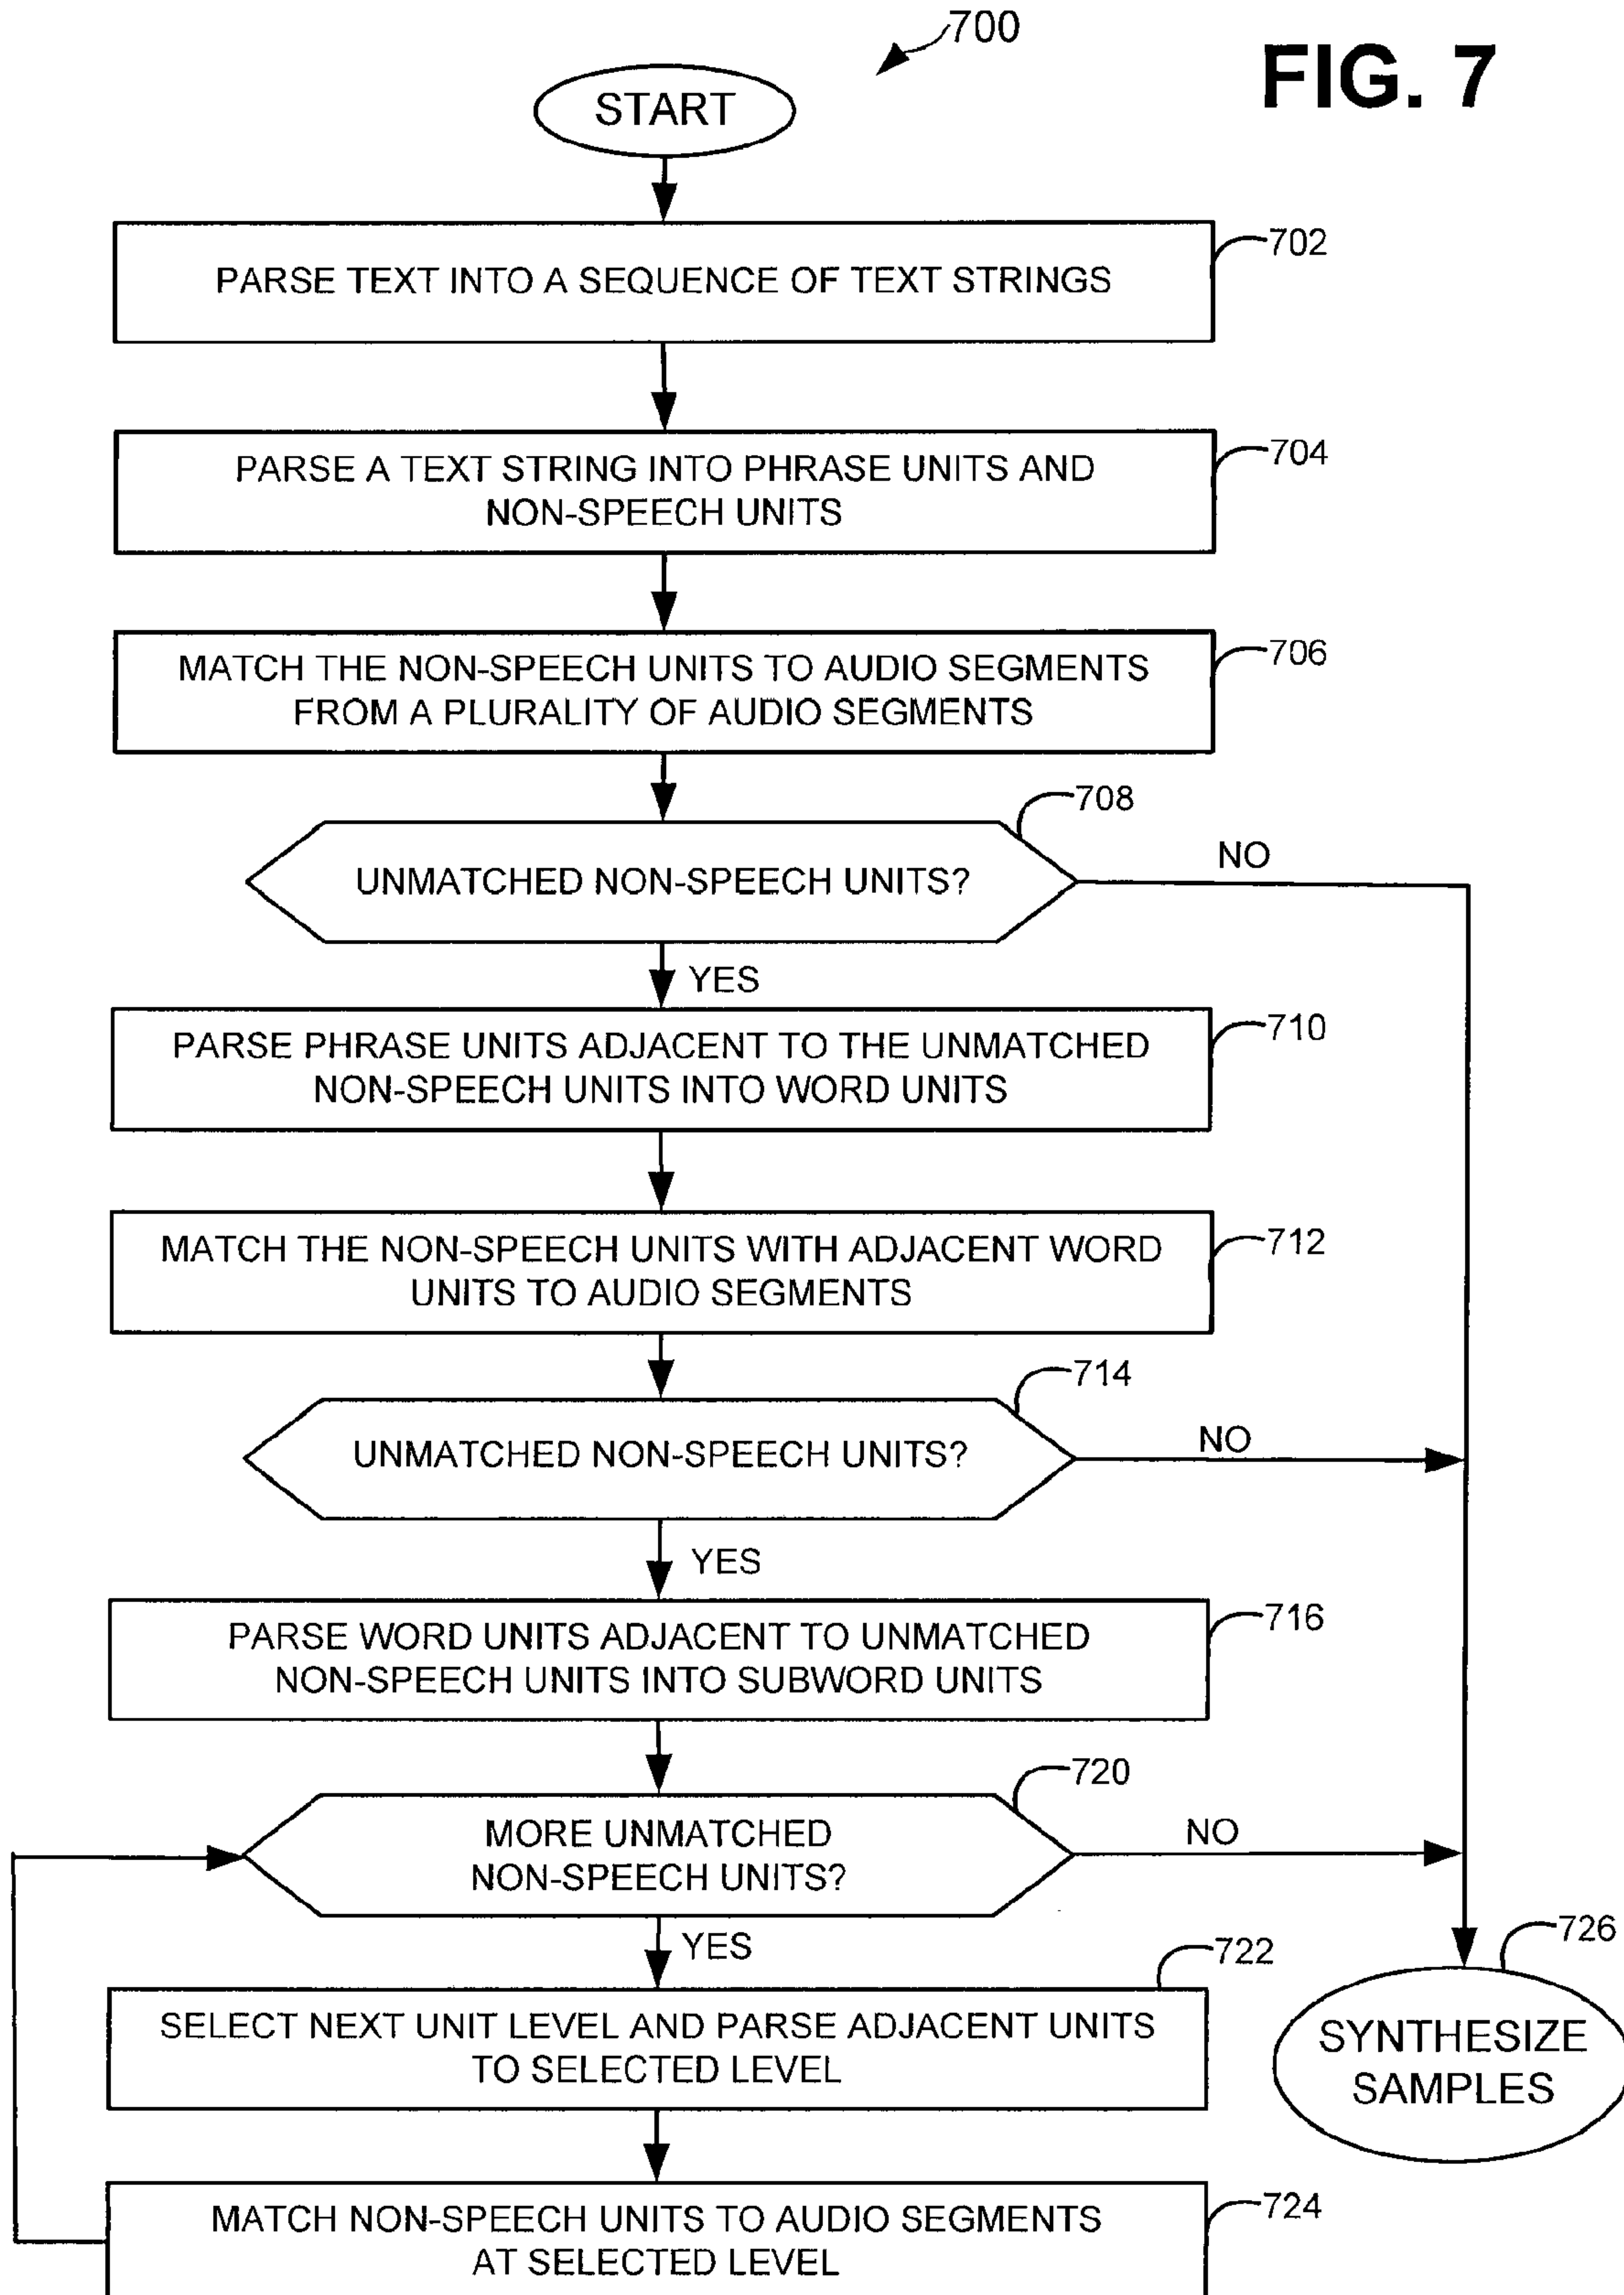 700
FIG. 7
START
702
PARSE TEXT INTO A SEQUENCE OF TEXT STRINGS
704
PARSE A TEXT STRING INTO PHRASE UNITS AND
NON-SPEECH UNITS
706
MATCH THE NON-SPEECH UNITS TO AUDIO SEGMENTS
FROM A PLURALITY OF AUDIO SEGMENTS
708
UNMATCHED NON-SPEECH UNITS?
NO
YES
710
PARSE PHRASE UNITS ADJACENT TO THE UNMATCHED
NON-SPEECH UNITS INTO WORD UNITS
712
MATCH THE NON-SPEECH UNITS WITH ADJACENT WORD
UNITS TO AUDIO SEGMENTS
714
UNMATCHED NON-SPEECH UNITS?
NO
YES
716
PARSE WORD UNITS ADJACENT TO UNMATCHED
NON-SPEECH UNITS INTO SUBWORD UNITS
720
MORE UNMATCHED
NON-SPEECH UNITS?
NO
YES
722
SELECT NEXT UNIT LEVEL AND PARSE ADJACENT UNITS
TO SELECTED LEVEL
726
SYNTHESIZE
SAMPLES
724
MATCH NON-SPEECH UNITS TO AUDIO SEGMENTS
AT SELECTED LEVEL